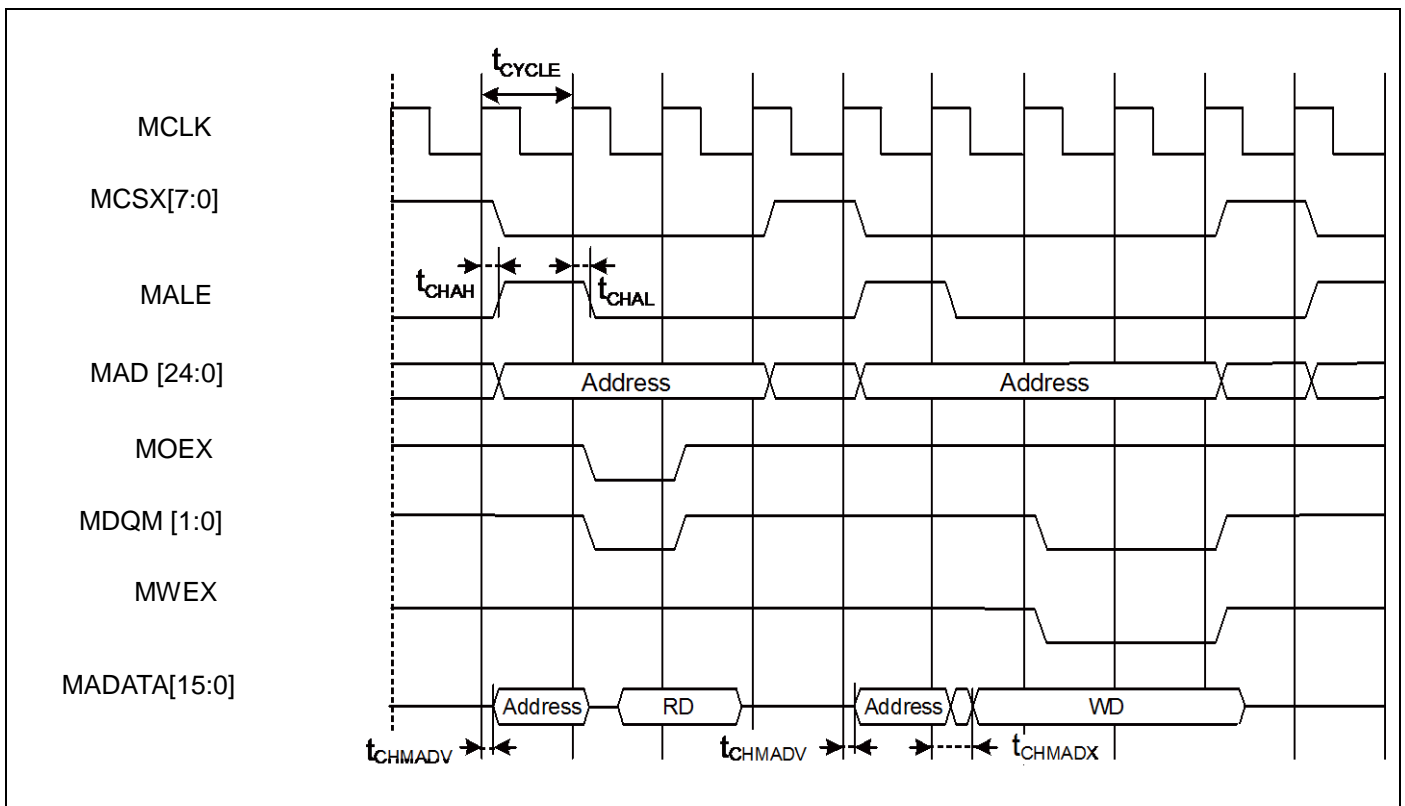 tCYCLE
MCLK
MCSX[7:0]
MALE
tCHAH
tCHAL
MAD [24:0]
Address
Address
MOEX
MDQM [1:0]
MWEX
MADATA[15:0]
Address
RD
Address
WD
tCHMADV
tCHMADV
tCHMADX